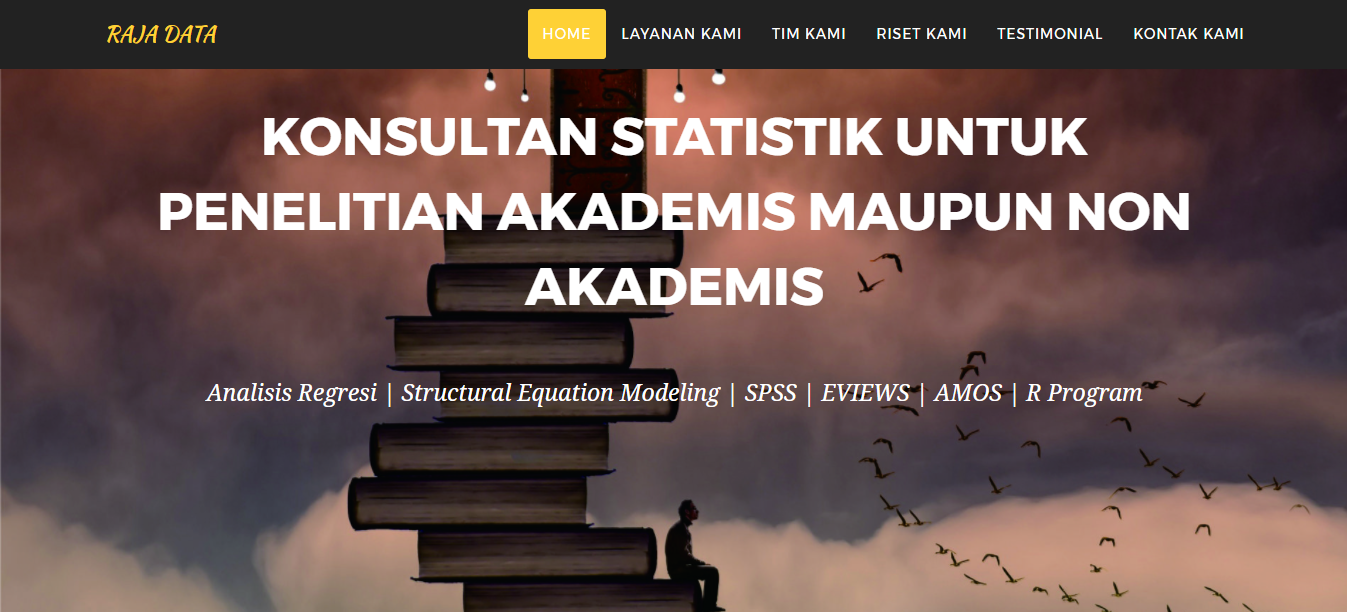 RAJA DATA
HOME LAYANAN KAMI TIM KAMI RISET KAMI TESTIMONIAL KONTAK KAMI
KONSULTAN STATISTIK UNTUK
PENELITIAN AKADEMIS MAUPUN NON
AKADEMIS
Analisis Regresi | Structural Equation Modeling | SPSS | EVIEWS | AMOS | R Program